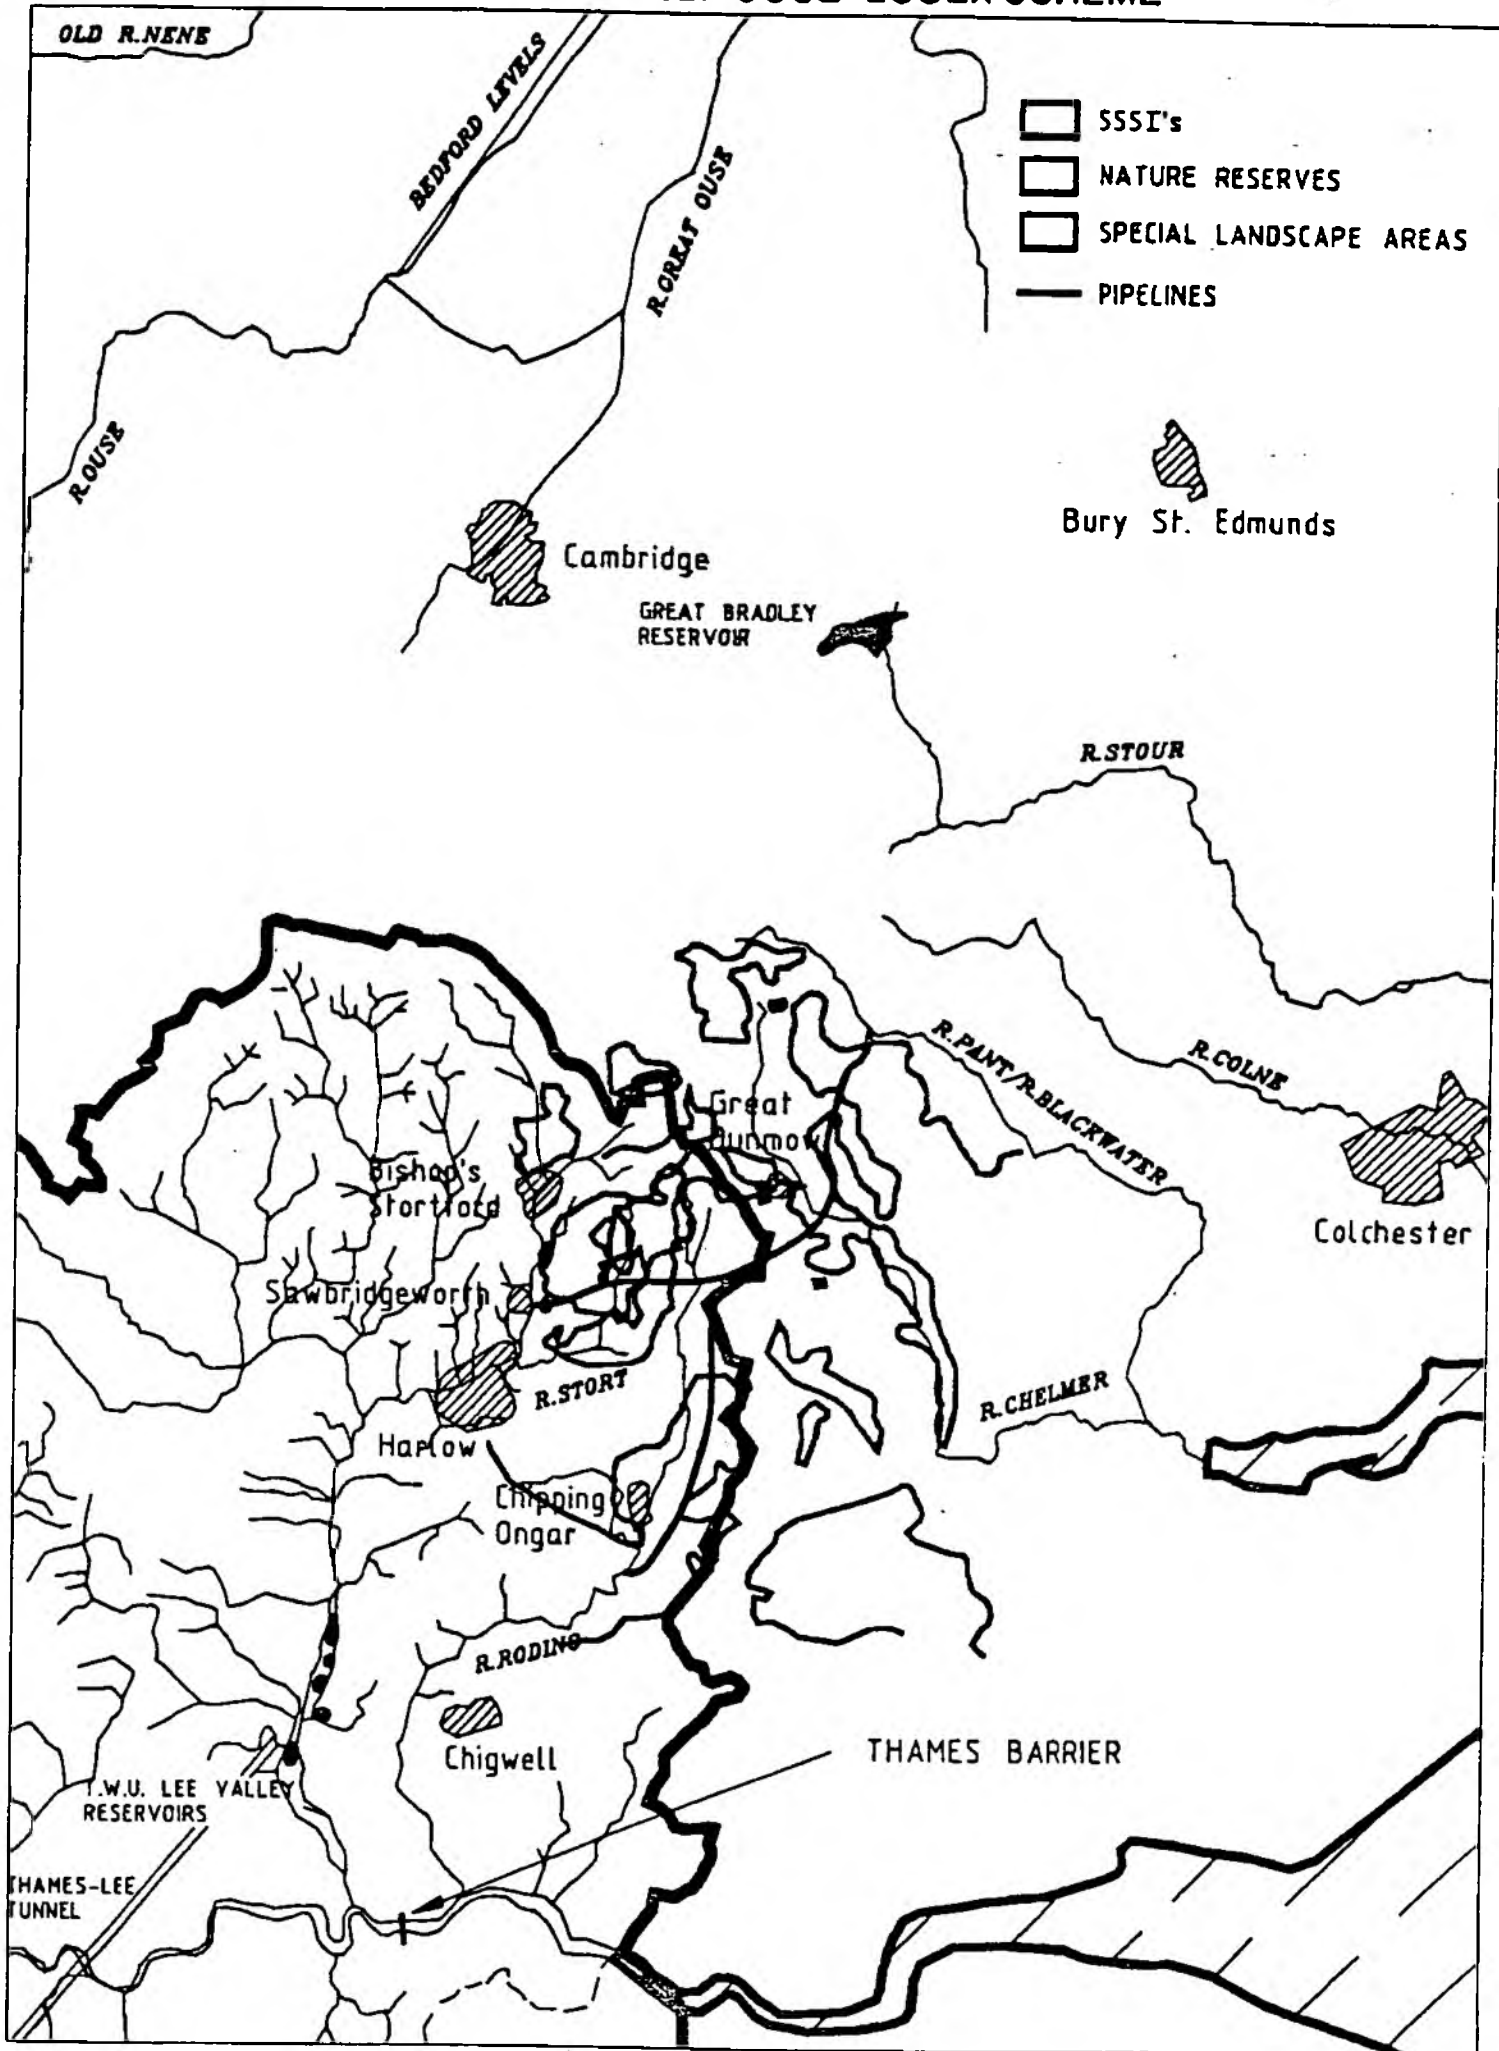 SCHEME
OLD R.NENE
BEDFORD LEVELS
R.GREAT OUSE
SSSI's
NATURE RESERVES
SPECIAL LANDSCAPE AREAS
PIPELINES
R.OUSE
Bury St. Edmunds
Cambridge
GREAT BRADLEY
RESERVOIR
R.STOUR
R.PANT/R.BLACKWATER
R.COLNE
Great
Dunmow
Bishop's
Stortford
Colchester
Sawbridgeworth
R.STORT
R.CHELMER
Harlow
Chipping
Ongar
R.RODING
Chigwell
THAMES BARRIER
T.W.U. LEE VALLEY
RESERVOIRS
THAMES-LEE
TUNNEL